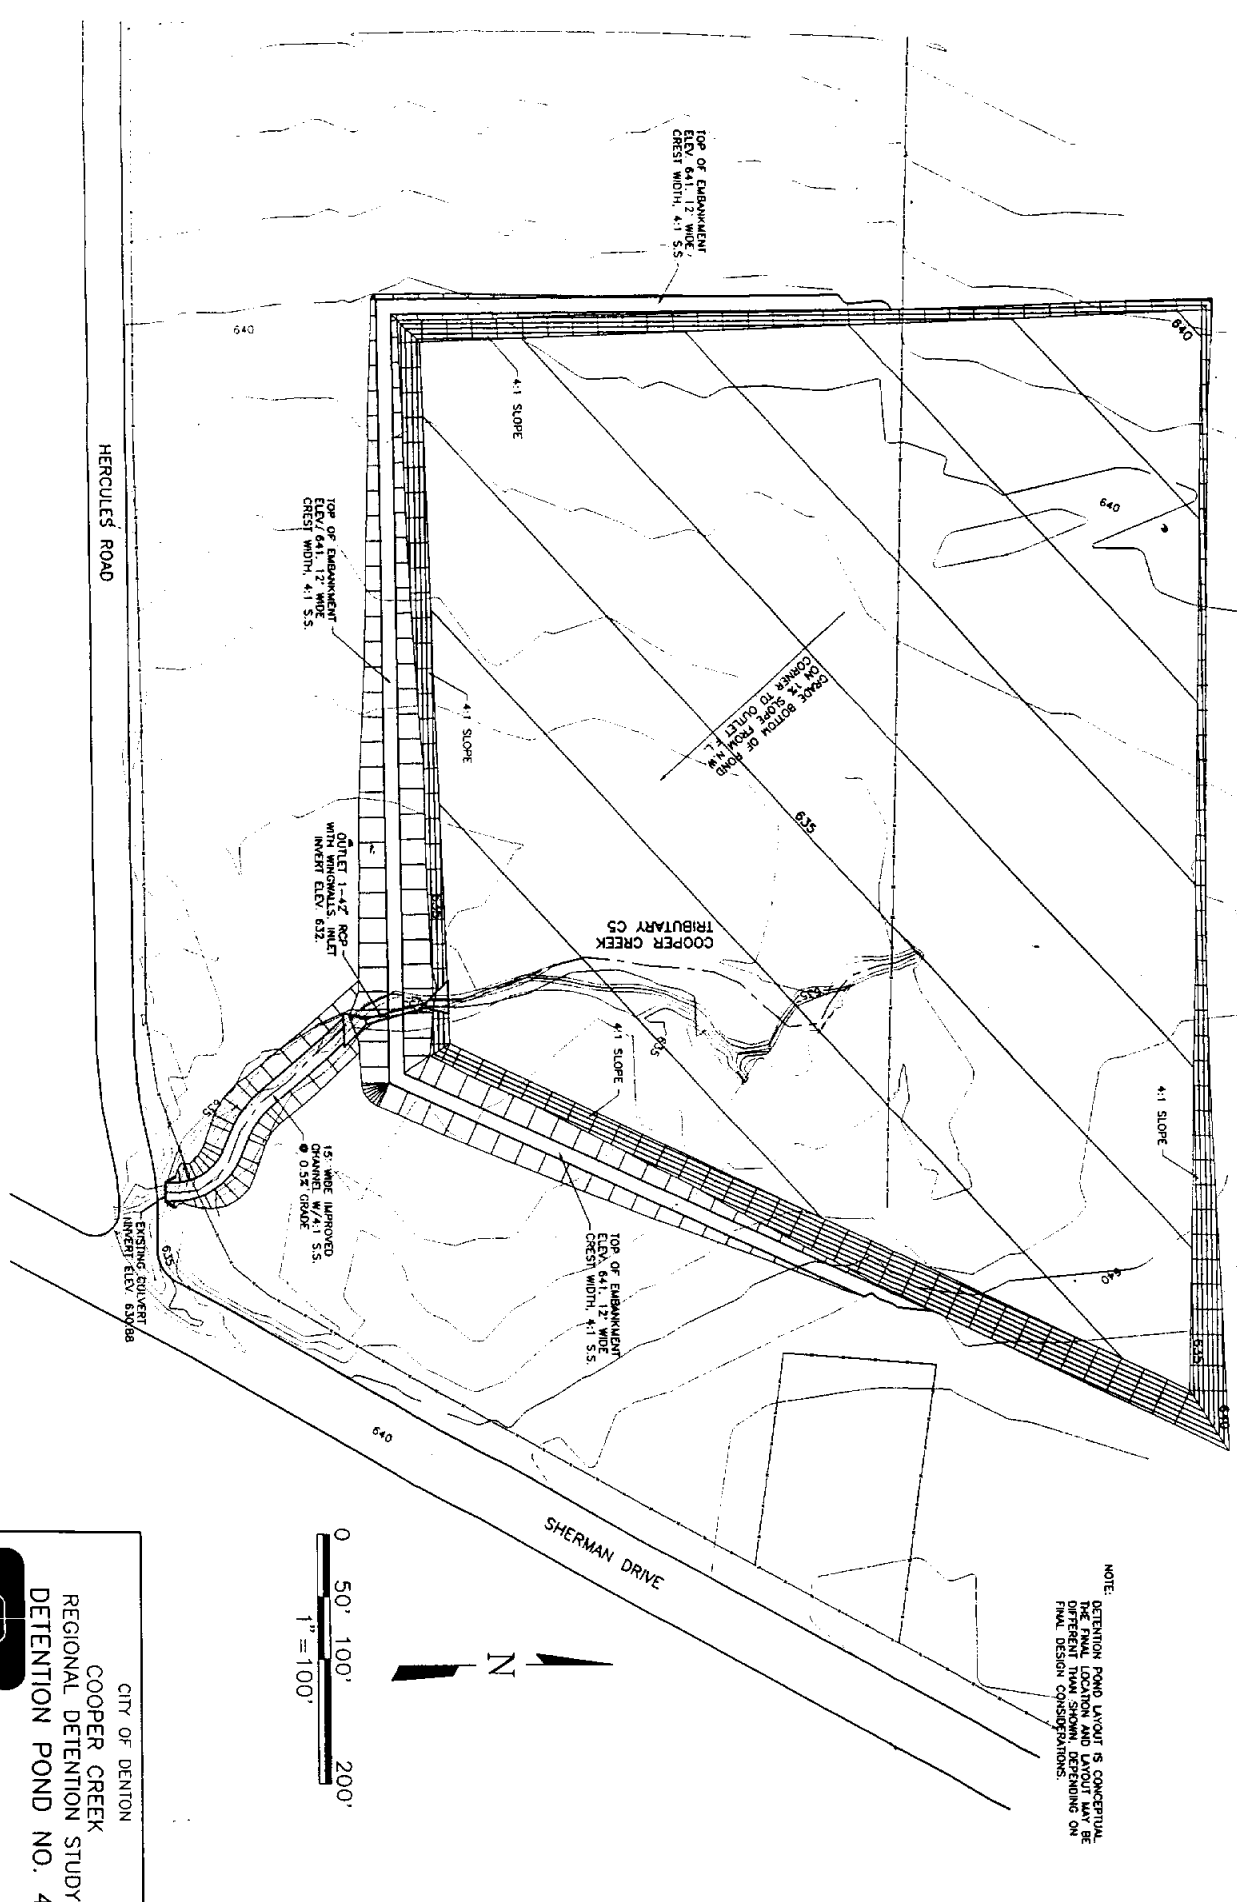 TOP OF EMBANKMENT
ELEV. 641, 12' WIDE
CREST WIDTH, 4:1 S.S.
640
640
4:1 SLOPE
640
HERCULES ROAD
TOP OF EMBANKMENT
ELEV. 641, 12' WIDE
CREST WIDTH, 4:1 S.S.
4:1 SLOPE
GRADE BOTTOM OF POND
ON 1% SLOPE FROM N.W.
CORNER TO OUTLET F.L.
635
OUTLET 1-42" RCP
WITH WINGWALLS, INLET
INVERT ELEV. 632.
635
COOPER CREEK
TRIBUTARY C5
635
635
4:1 SLOPE
4:1 SLOPE
635
15' WIDE IMPROVED
CHANNEL W/4:1 S.S.
@ 0.5% GRADE
EXISTING CULVERT
INVERT ELEV. 630.88
635
TOP OF EMBANKMENT
ELEV. 641, 12' WIDE
CREST WIDTH, 4:1 S.S.
640
635
640
640
SHERMAN DRIVE
NOTE:
DETENTION POND LAYOUT IS CONCEPTUAL.
THE FINAL LOCATION AND LAYOUT MAY BE
DIFFERENT THAN SHOWN, DEPENDING ON
FINAL DESIGN CONSIDERATIONS.
0 50' 100' 200'
1"=100'
N
CITY OF DENTON
COOPER CREEK
REGIONAL DETENTION STUDY
DETENTION POND NO. 4